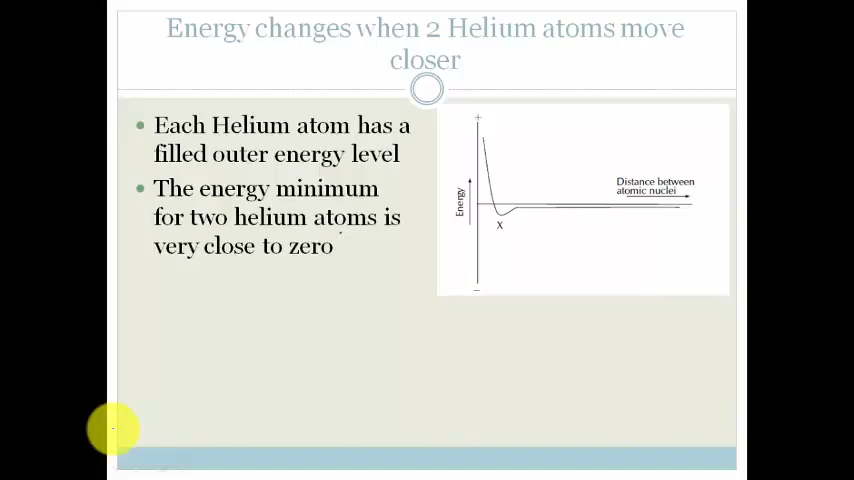 Energy changes when 2 Helium atoms move
closer
Each Helium atom has a
filled outer energy level
The energy minimum
for two helium atoms is
very close to zero
+
Energy
Distance between
atomic nuclei
X
–